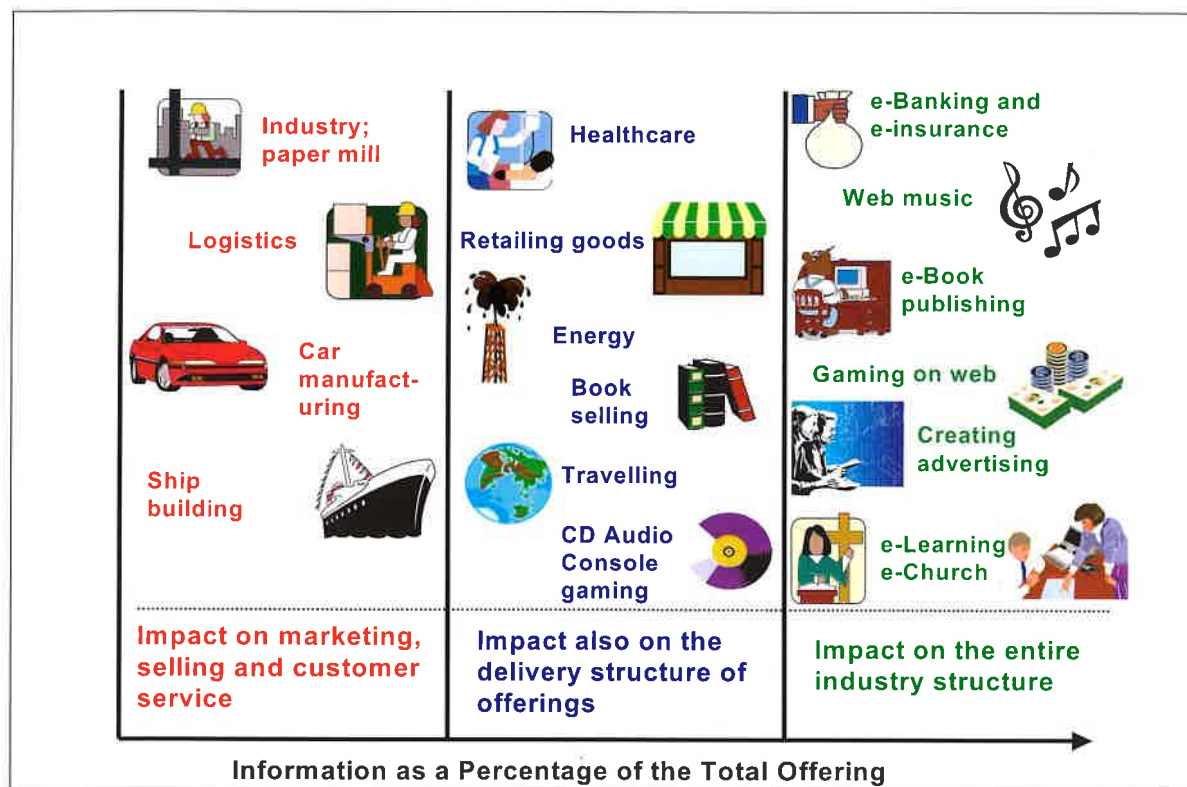 Industry;
paper mill
Logistics
Car
manufact-
uring
Ship
building
Impact on marketing,
selling and customer
service
Healthcare
Retailing goods
Energy
Book
selling
Travelling
CD Audio
Console
gaming
Impact also on the
delivery structure of
offerings
e-Banking and
e-insurance
Web music
e-Book
publishing
Gaming on web
Creating
advertising
e-Learning
e-Church
Impact on the entire
industry structure
Information as a Percentage of the Total Offering